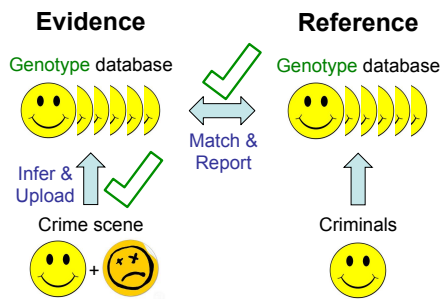 Evidence
Reference
Genotype database
Genotype database
Match &
Report
Infer &
Upload
Crime scene
Criminals
+